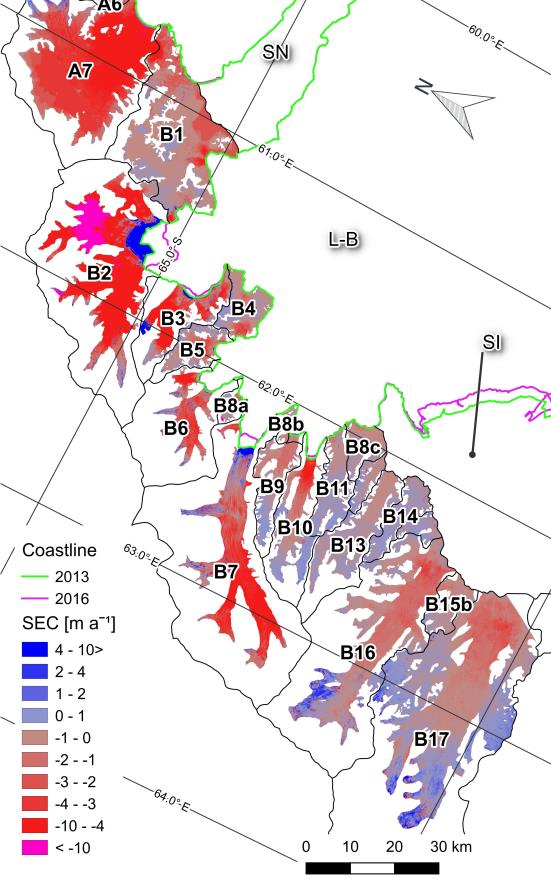 A6
SN
60.0°E
A7
N
B1
61.0°E
L-B
65.0°S
B2
B3
B4
SI
B5
62.0°E
B8a
B6
B8b
B8c
B9
B11
B10
B14
B13
63.0°E
B7
B15b
B16
B17
64.0°E
Coastline
2013
2016
SEC [m a⁻¹]
4 - 10>
2 - 4
1 - 2
0 - 1
-1 - 0
-2 - -1
-3 - -2
-4 - -3
-10 - -4
< -10
0 10 20 30 km